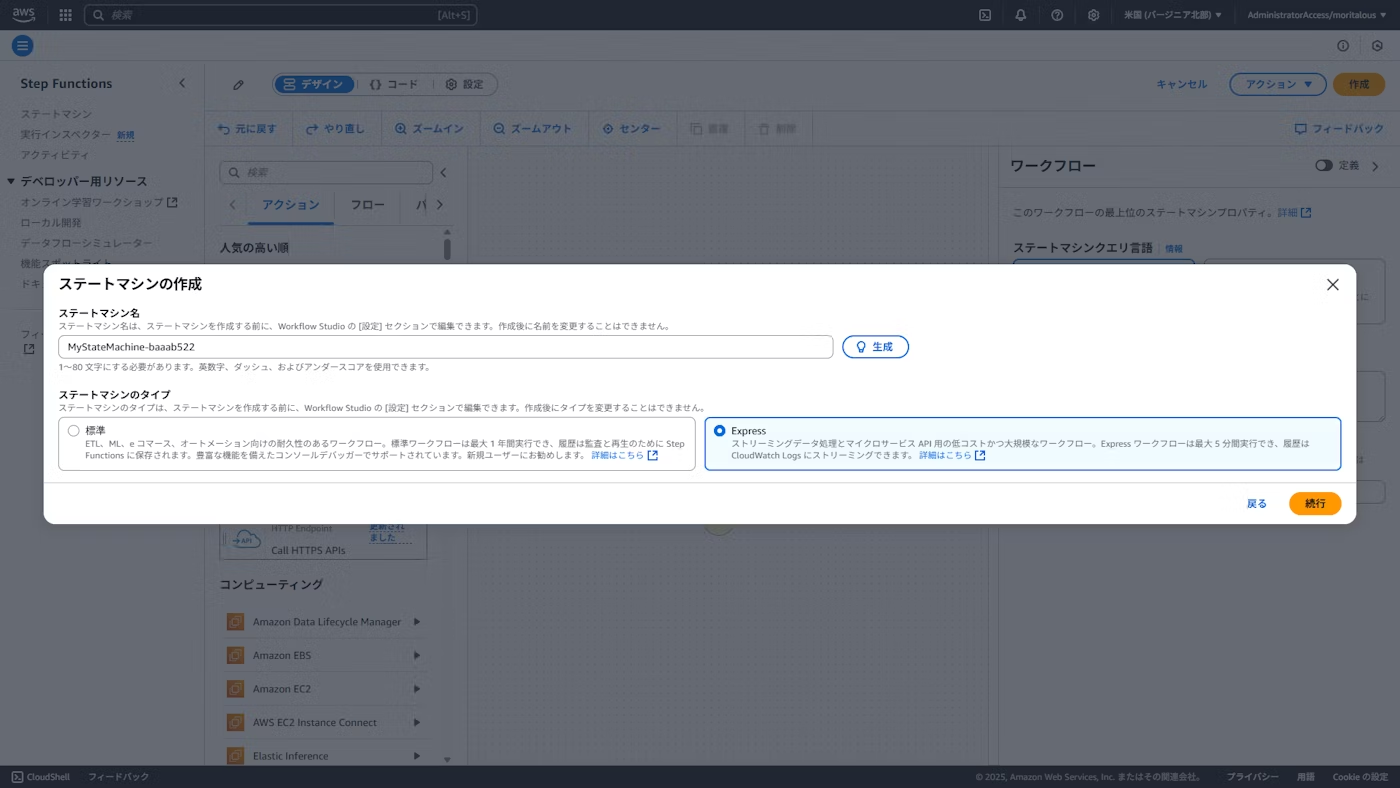 aws
検索
[Alt+S]
米国 (バージニア北部) ▼
AdministratorAccess/moritalous ▼
Step Functions
デザイン
{} コード
設定
キャンセル
アクション ▼
作成
ステートマシン
実行インスペクター 新規
アクティビティ
デベロッパー用リソース
オンライン学習ワークショップ
ローカル開発
データフローシミュレーター
機能スポットライト
ドキ
フィー
元に戻す
やり直し
ズームイン
ズームアウト
センター
複製
削除
フィードバック
検索
アクション
フロー
パ
人気の高い順
ワークフロー
定義
このワークフローの最上位のステートマシンプロパティ。詳細
ステートマシンクエリ言語
情報
ステートマシンの作成
ステートマシン名
ステートマシン名は、ステートマシンを作成する前に、Workflow Studio の [設定] セクションで編集できます。作成後に名前を変更することはできません。
MyStateMachine-baaab522
生成
1〜80 文字にする必要があります。英数字、ダッシュ、およびアンダースコアを使用できます。
ステートマシンのタイプ
ステートマシンのタイプは、ステートマシンを作成する前に、Workflow Studio の [設定] セクションで編集できます。作成後にタイプを変更することはできません。
標準
ETL、ML、e コマース、オートメーション向けの耐久性のあるワークフロー。標準ワークフローは最大 1 年間実行でき、履歴は監査と再生のために Step
Functions に保存されます。豊富な機能を備えたコンソールデバッガーでサポートされています。新規ユーザーにお勧めします。 詳細はこちら
Express
ストリーミングデータ処理とマイクロサービス API 用の低コストかつ大規模なワークフロー。Express ワークフローは最大 5 分間実行でき、履歴は
CloudWatch Logs にストリーミングできます。 詳細はこちら
戻る
続行
HTTP Endpoint
更新され
ました
API
Call HTTPS APIs
コンピューティング
Amazon Data Lifecycle Manager
Amazon EBS
Amazon EC2
AWS EC2 Instance Connect
Elastic Inference
CloudShell
フィードバック
© 2025, Amazon Web Services, Inc. またはその関連会社。
プライバシー
用語
Cookie の設定